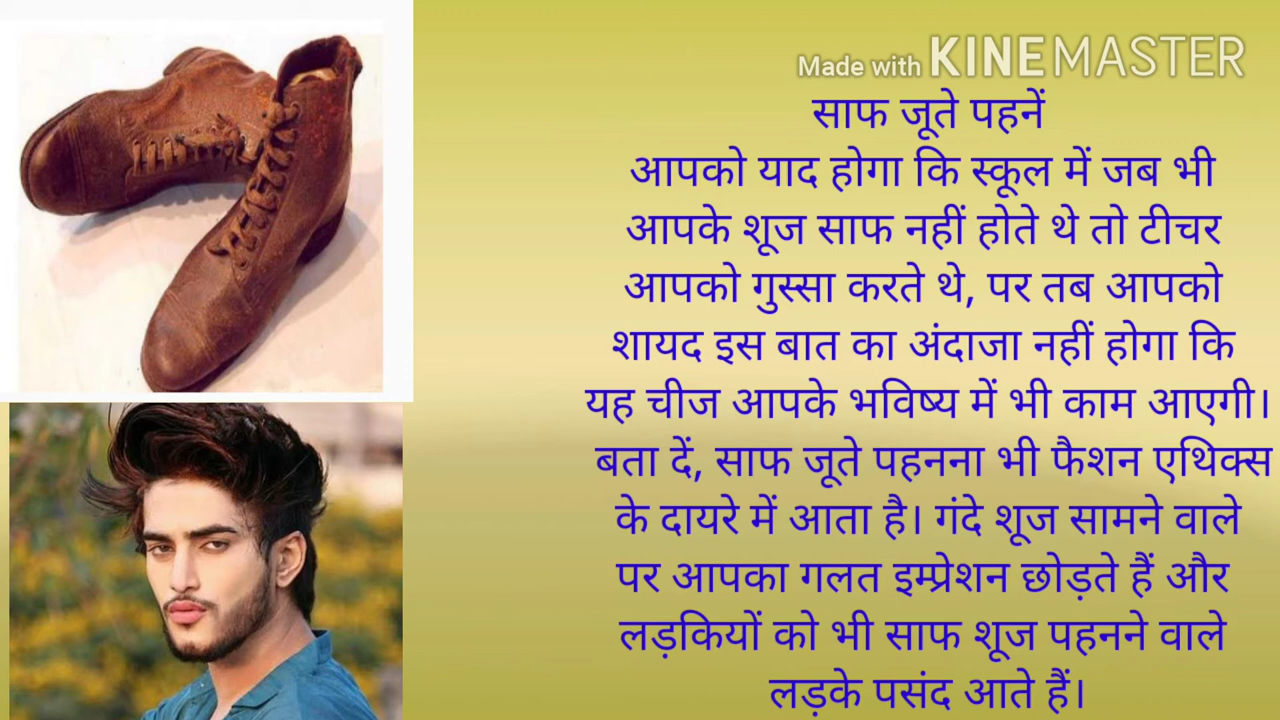 Made with KINEMASTER
साफ जूते पहनें
आपको याद होगा कि स्कूल में जब भी
आपके शूज साफ नहीं होते थे तो टीचर
आपको गुस्सा करते थे, पर तब आपको
शायद इस बात का अंदाजा नहीं होगा कि
यह चीज आपके भविष्य में भी काम आएगी।
बता दें, साफ जूते पहनना भी फैशन एथिक्स
के दायरे में आता है। गंदे शूज सामने वाले
पर आपका गलत इम्प्रेशन छोड़ते हैं और
लड़कियों को भी साफ शूज पहनने वाले
लड़के पसंद आते हैं।